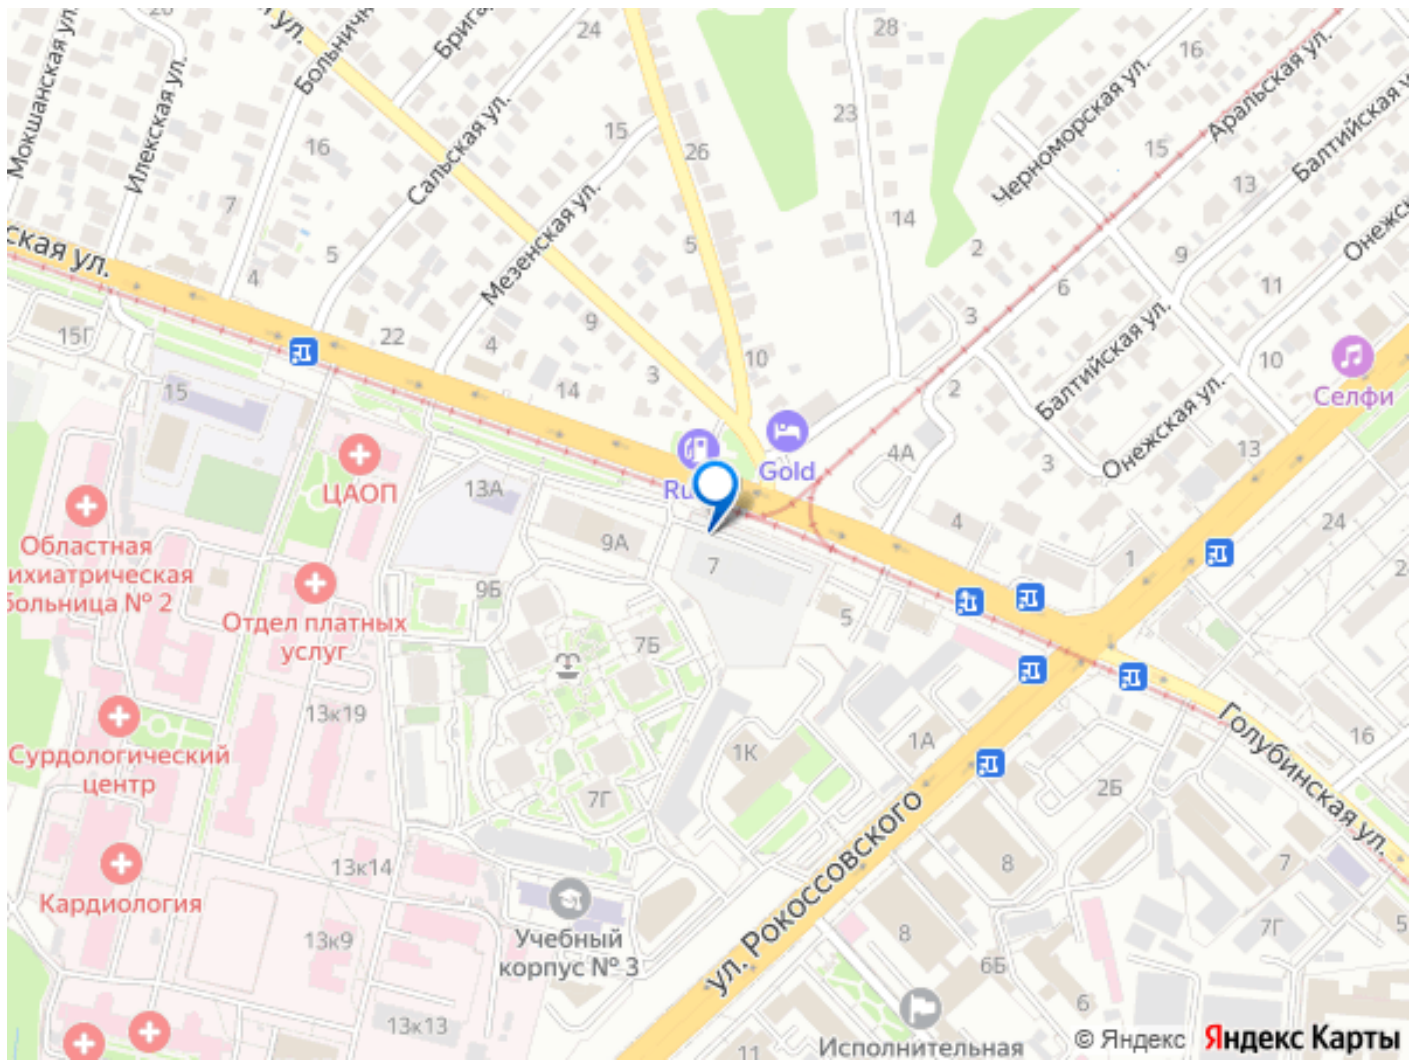 Мокшанская ул.
Илекская ул.
ул.
Сальская ул.
Мезенская ул.
Черноморская ул.
Аральская ул.
Балтийская
Балтийская ул.
Онежская ул.
ская ул.
24
28
16
23
15
16
26
15
13
7
14
5
5
4
2
9
11
6
3
15Г
22
9
4
10
10
15
14
3
2
Селфи
Gold
4А
3
13
ЦАОП
13А
4
24
Областная
больница № 2
9А
7
1
Отдел платных
услуг
9Б
5
7Б
13к19
Сурдологический
центр
1К
1А
16
2Б
7Г
Голубинская ул.
ул. Рокоссовского
13к14
8
7
Кардиология
13к9
Учебный
корпус № 3
8
6Б
7Г
5
6
13к13
11
Исполнительная
© Яндекс
Яндекс Карты